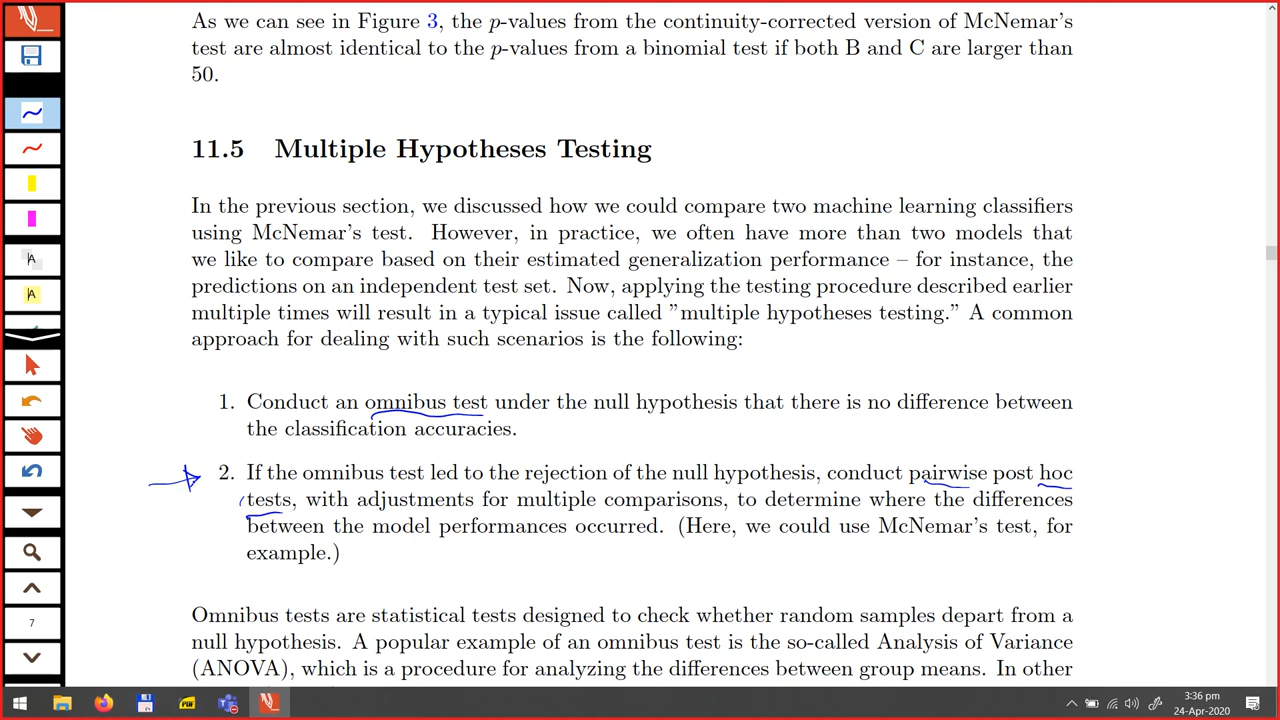 As we can see in Figure 3, the p-values from the continuity-corrected version of McNemar's
test are almost identical to the p-values from a binomial test if both B and C are larger than
50.
11.5 Multiple Hypotheses Testing
In the previous section, we discussed how we could compare two machine learning classifiers
using McNemar's test. However, in practice, we often have more than two models that
we like to compare based on their estimated generalization performance – for instance, the
predictions on an independent test set. Now, applying the testing procedure described earlier
multiple times will result in a typical issue called ”multiple hypotheses testing.” A common
approach for dealing with such scenarios is the following:
1. Conduct an omnibus test under the null hypothesis that there is no difference between
the classification accuracies.
2. If the omnibus test led to the rejection of the null hypothesis, conduct pairwise post hoc
tests, with adjustments for multiple comparisons, to determine where the differences
between the model performances occurred. (Here, we could use McNemar's test, for
example.)
Omnibus tests are statistical tests designed to check whether random samples depart from a
null hypothesis. A popular example of an omnibus test is the so-called Analysis of Variance
(ANOVA), which is a procedure for analyzing the differences between group means. In other
A
A
7
PDF
3:36 pm
24-Apr-2020